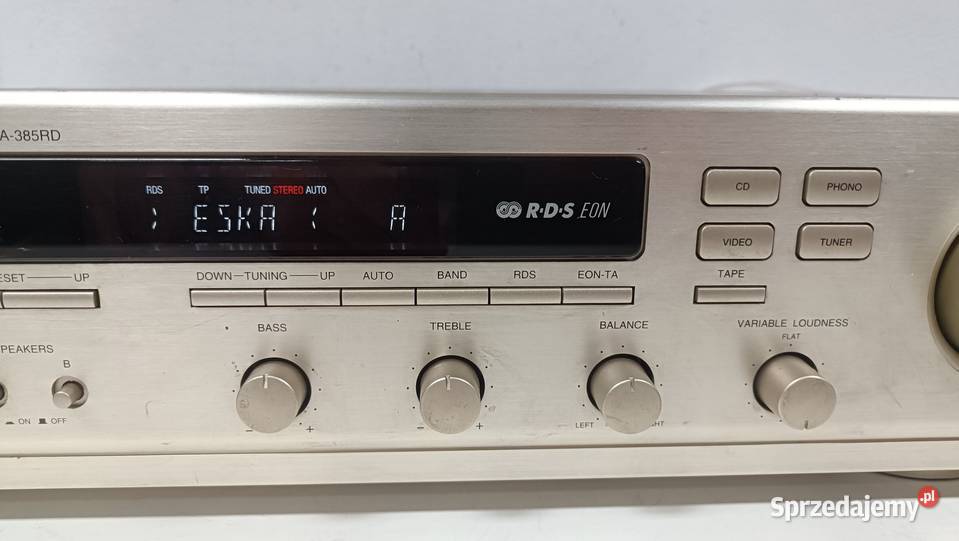 A-385RD
RDS TP TUNED STEREO AUTO
› ESKA ‹ A
R·D·S EON
CD PHONO
VIDEO TUNER
TAPE
ESET UP
DOWN TUNING UP AUTO BAND RDS EON-TA
BASS TREBLE BALANCE VARIABLE LOUDNESS
FLAT
PEAKERS
B
ON OFF
- +
- +
LEFT GHT
Sprzedajemy.pl